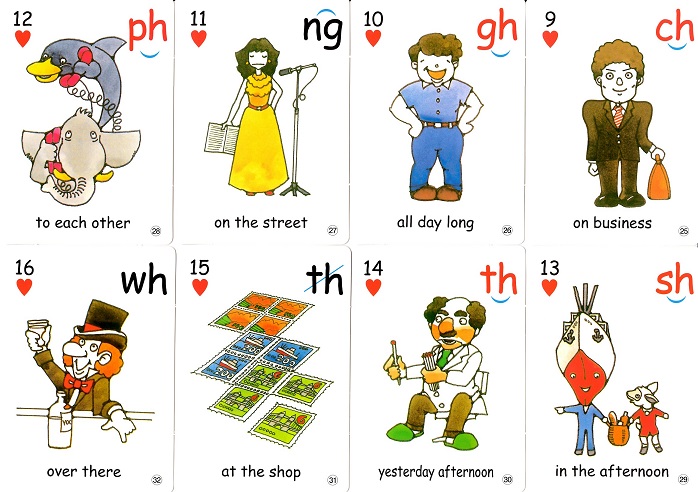 12 ph
to each other
28
11 ng
on the street
27
10 gh
all day long
26
9 ch
on business
25
16 wh
over there
32
15 th
at the shop
31
14 th
yesterday afternoon
30
13 sh
in the afternoon
29